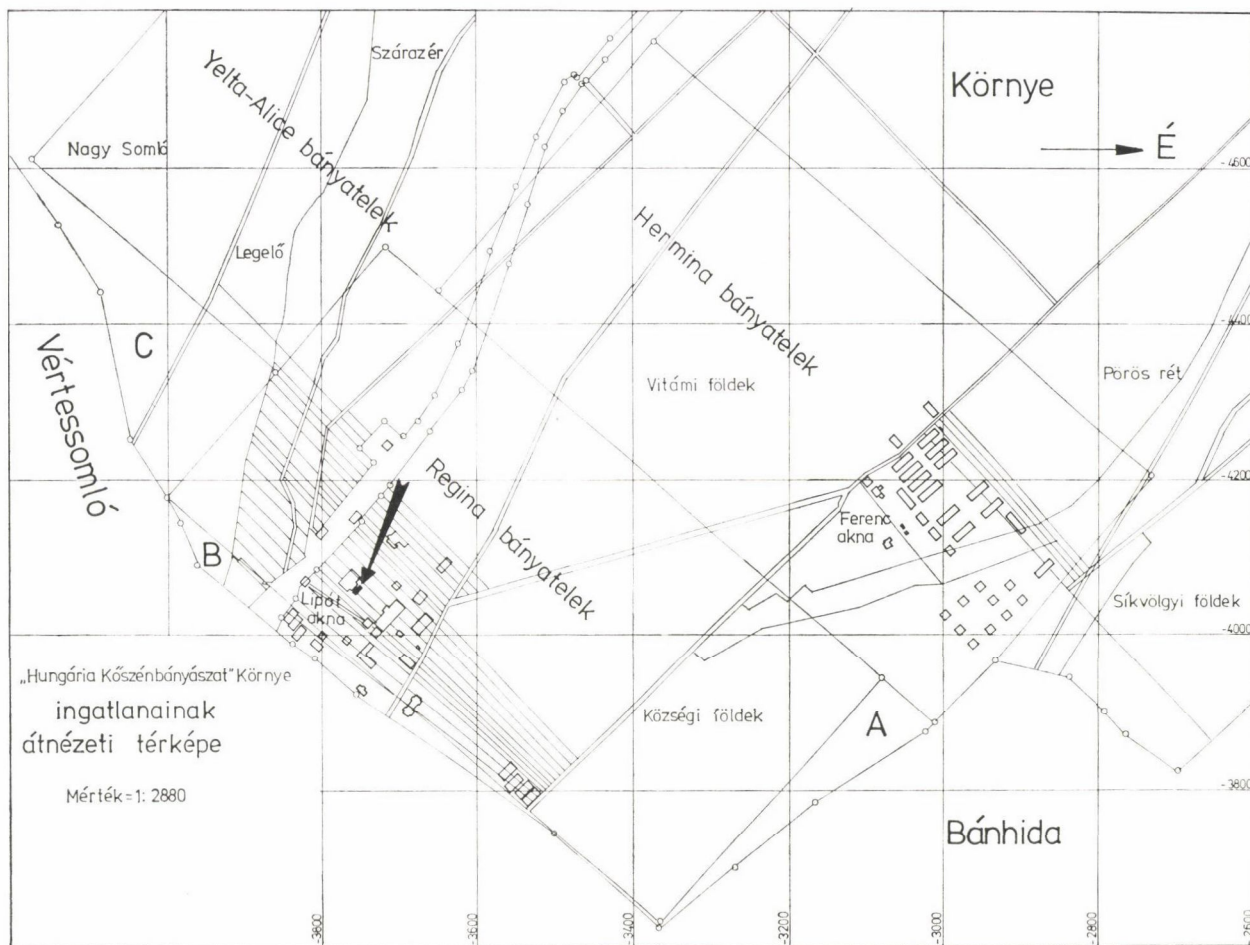 Szárazér
Yelta-Alice bányatelek
Környe
É
Nagy Somló
-4600
Legelő
Hermina bányatelek
C
-4400
Vértessomló
Vitámi földek
Pörös rét
Regina bányatelek
-4200
Ferenc
akna
B
Lipót
akna
Síkvölgyi földek
-4000
„Hungária Kőszénbányászat" Környe
ingatlanainak
átnézeti térképe
Mérték=1: 2880
Községi földek
A
-3800
Bánhida
-3800
-3600
-3400
-3200
-3000
-2800
-2600